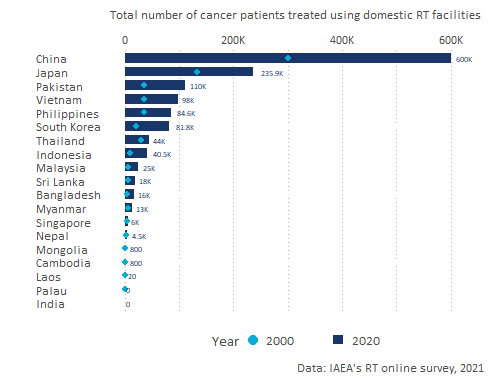 Total number of cancer patients treated using domestic RT facilities
0 200K 400K 600K
China 600K
Japan 235.9K
Pakistan 110K
Vietnam 98K
Philippines 84.6K
South Korea 81.8K
Thailand 44K
Indonesia 40.5K
Malaysia 25K
Sri Lanka 18K
Bangladesh 16K
Myanmar 13K
Singapore 6K
Nepal 4.5K
Mongolia 800
Cambodia 800
Laos 20
Palau 0
India 0
Year 2000 2020
Data: IAEA's RT online survey, 2021